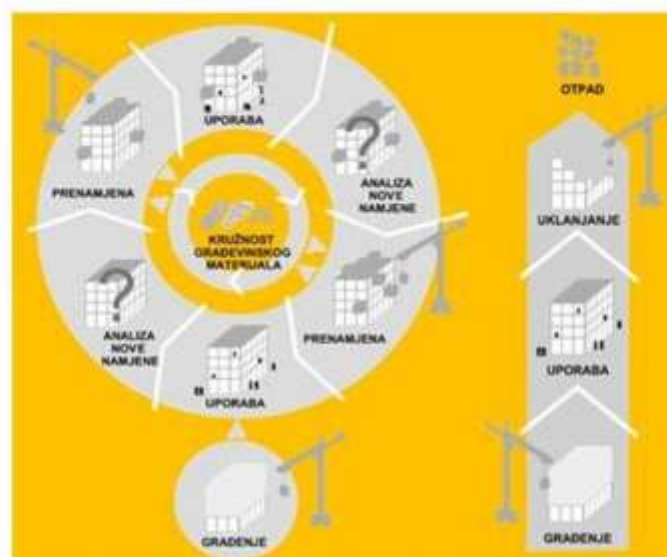 UPORABA
ANALIZA
NOVE
NAMJENE
PRENAMJENA
KRUŽNOST
GRAĐEVINSKOG
MATERIJALA
PRENAMJENA
ANALIZA
NOVE
NAMJENE
UPORABA
GRAĐENJE
OTPAD
UKLANJANJE
UPORABA
GRAĐENJE